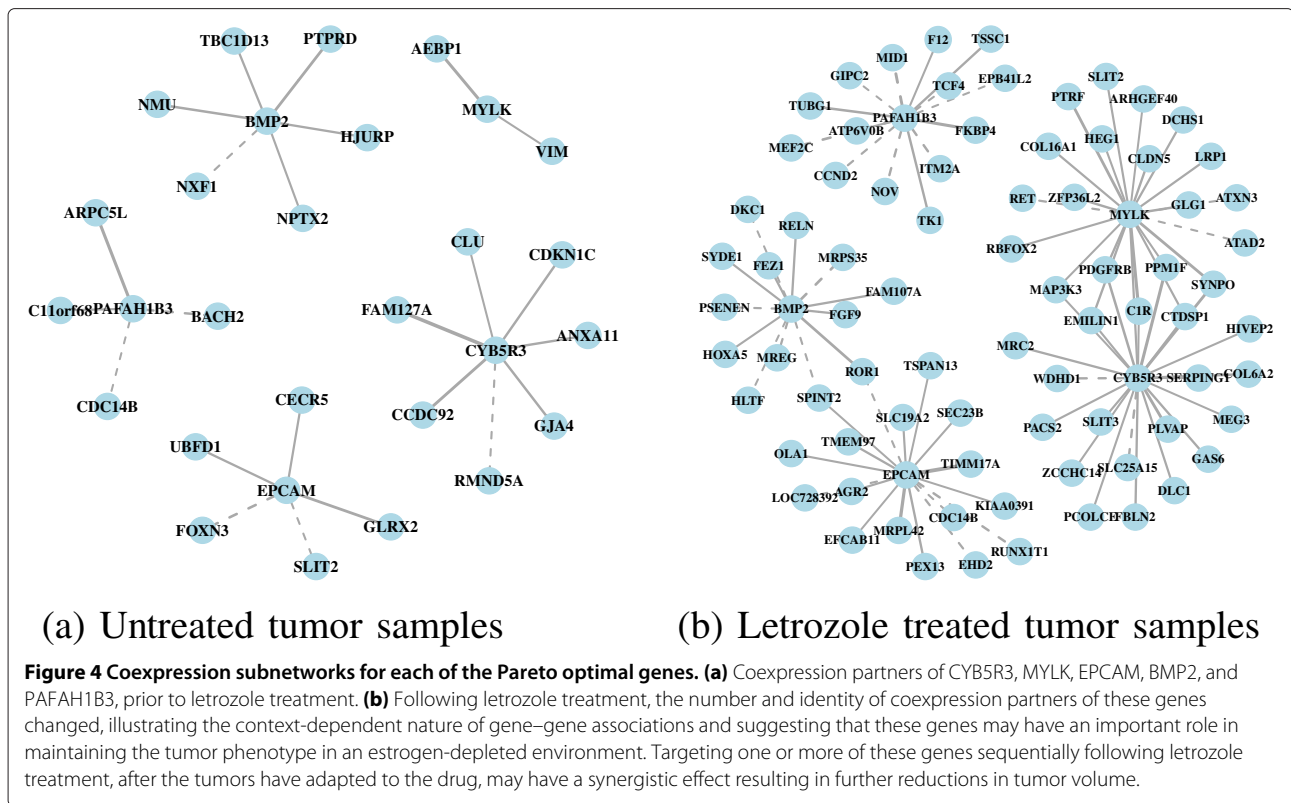 TBC1D13
PTPRD
NMU
BMP2
HJURP
NXF1
NPTX2
AEBP1
MYLK
VIM
ARPC5L
C11orf68
PAFAH1B3
BACH2
CDC14B
CLU
CDKN1C
FAM127A
ANXA11
CYB5R3
CCDC92
GJA4
RMND5A
CECR5
UBFD1
EPCAM
FOXN3
GLRX2
SLIT2
(a) Untreated tumor samples
F12
TSSC1
MID1
GIPC2
TCF4
EPB41L2
TUBG1
PAFAH1B3
ATP6V0B
FKBP4
MEF2C
CCND2
ITM2A
NOV
TK1
SLIT2
PTRF
ARHGEF40
DCHS1
HEG1
COL16A1
CLDN5
LRP1
RET
ZFP36L2
GLG1
ATXN3
MYLK
RBFOX2
ATAD2
PDGFRB
PPM1F
MAP3K3
SYNPO
C1R
EMILIN1
CTDSP1
HIVEP2
MRC2
WDHD1
CYB5R3
SERPING1
COL6A2
PACS2
SLIT3
PLVAP
MEG3
ZCCHC14
SLC25A15
GAS6
DLC1
PCOLCE
FBLN2
DKC1
RELN
SYDE1
FEZ1
MRPS35
PSENEN
BMP2
FAM107A
FGF9
HOXA5
MREG
ROR1
HLTF
SPINT2
TSPAN13
SLC19A2
SEC23B
TMEM97
OLA1
EPCAM
TIMM17A
LOC728392
AGR2
KIAA0391
CDC14B
MRPL42
EFCAB11
RUNX1T1
PEX13
EHD2
(b) Letrozole treated tumor samples
Figure 4 Coexpression subnetworks for each of the Pareto optimal genes. (a) Coexpression partners of CYB5R3, MYLK, EPCAM, BMP2, and
PAFAH1B3, prior to letrozole treatment. (b) Following letrozole treatment, the number and identity of coexpression partners of these genes
changed, illustrating the context-dependent nature of gene–gene associations and suggesting that these genes may have an important role in
maintaining the tumor phenotype in an estrogen-depleted environment. Targeting one or more of these genes sequentially following letrozole
treatment, after the tumors have adapted to the drug, may have a synergistic effect resulting in further reductions in tumor volume.